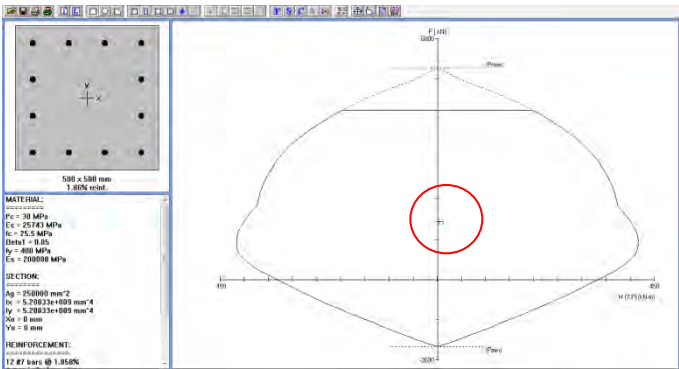 P [kN]
5000
(Pmax)
Y
X
500 x 500 mm
1.86% reinf.
MATERIAL:
f'c = 30 MPa
Ec = 25743 MPa
fc = 25.5 MPa
Beta1 = 0.85
fy = 400 MPa
Es = 200000 MPa
SECTION:
Ag = 250000 mm^2
Ix = 5.20833e+009 mm^4
Iy = 5.20833e+009 mm^4
Xo = 0 mm
Yo = 0 mm
REINFORCEMENT:
12 #7 bars @ 1.858%
450
(Pmin)